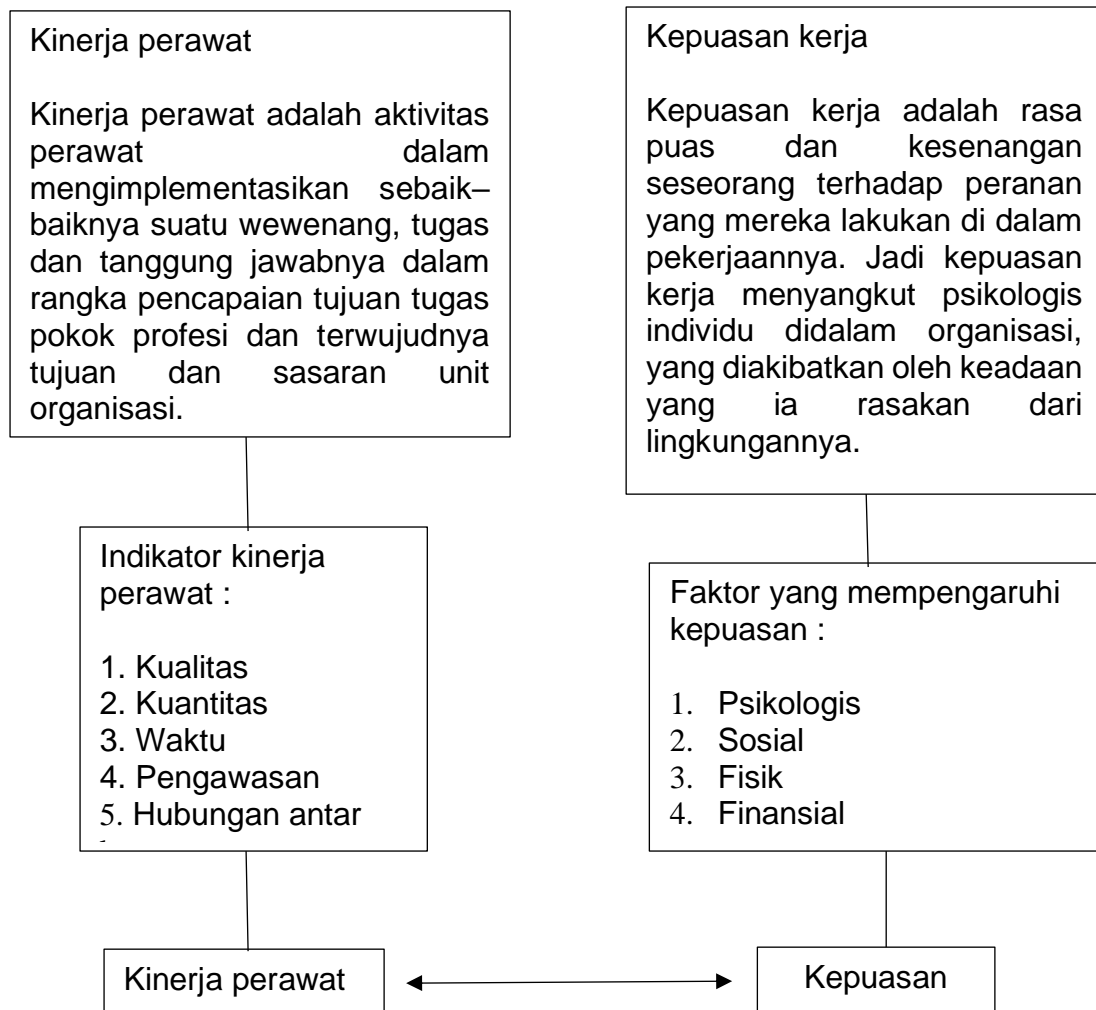 Kinerja perawat
Kinerja perawat adalah aktivitas
perawat dalam
mengimplementasikan sebaik–
baiknya suatu wewenang, tugas
dan tanggung jawabnya dalam
rangka pencapaian tujuan tugas
pokok profesi dan terwujudnya
tujuan dan sasaran unit
organisasi.
Kepuasan kerja
Kepuasan kerja adalah rasa
puas dan kesenangan
seseorang terhadap peranan
yang mereka lakukan di dalam
pekerjaannya. Jadi kepuasan
kerja menyangkut psikologis
individu didalam organisasi,
yang diakibatkan oleh keadaan
yang ia rasakan dari
lingkungannya.
Indikator kinerja
perawat :
1. Kualitas
2. Kuantitas
3. Waktu
4. Pengawasan
5. Hubungan antar
Faktor yang mempengaruhi
kepuasan :
1. Psikologis
2. Sosial
3. Fisik
4. Finansial
Kinerja perawat
Kepuasan